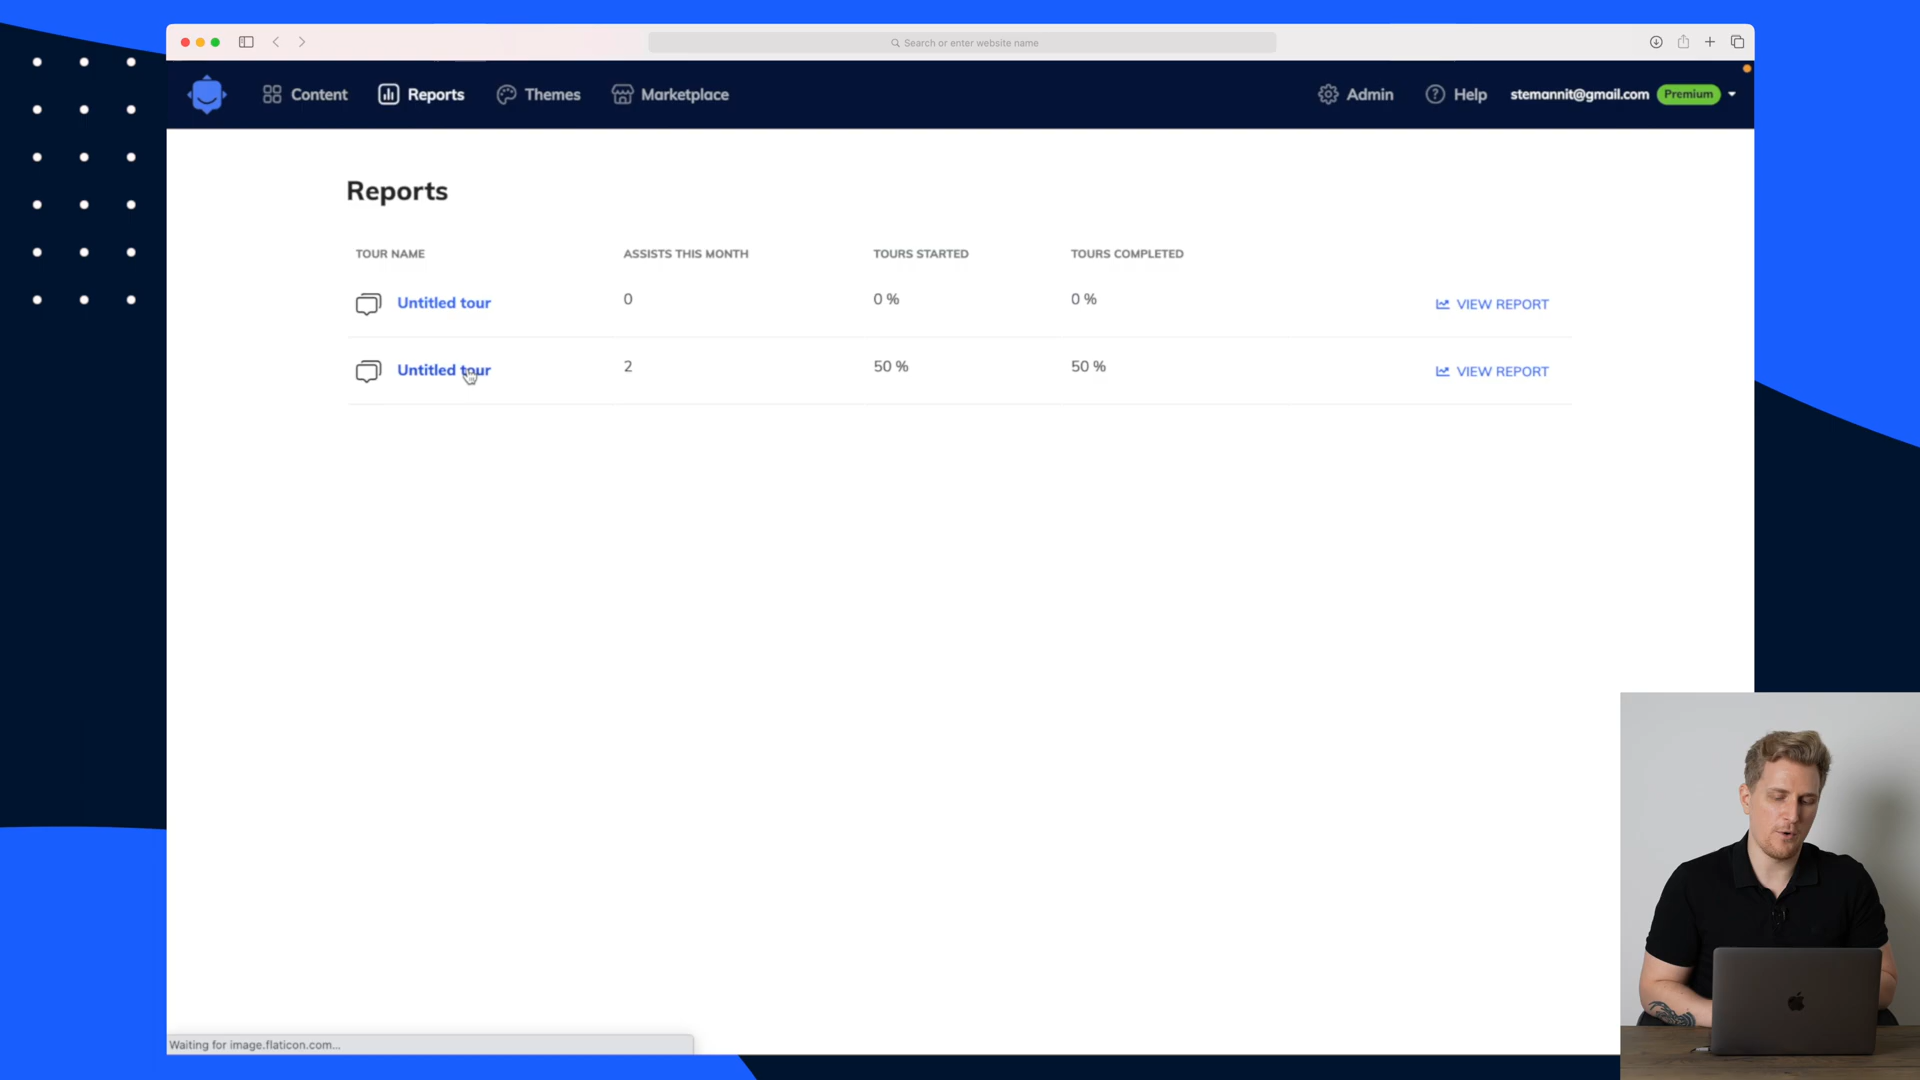 Search or enter website name
Content Reports Themes Marketplace Admin Help stemannit@gmail.com Premium
Reports
TOUR NAME ASSISTS THIS MONTH TOURS STARTED TOURS COMPLETED
Untitled tour 0 0 % 0 % VIEW REPORT
Untitled tour 2 50 % 50 % VIEW REPORT
Waiting for image.flaticon.com...